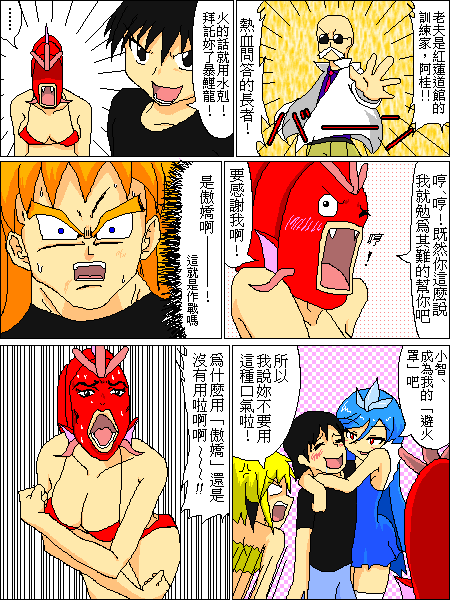 老夫是紅蓮道館的
訓練家，阿桂!!
熱血問答的長者！
火的話就用水剋！
拜託妳了暴鯉龍！
……
哼、哼！既然你這麼說
我就勉為其難的幫你吧
哼！
要感謝我啊！
是傲嬌啊
——！
這就是作戰嗎
小智、
成為我的「避火
罩」吧
所以
我說妳不要用
這種口氣啦！
為什麼用「傲嬌」還是
沒有用啦啊啊～～!!